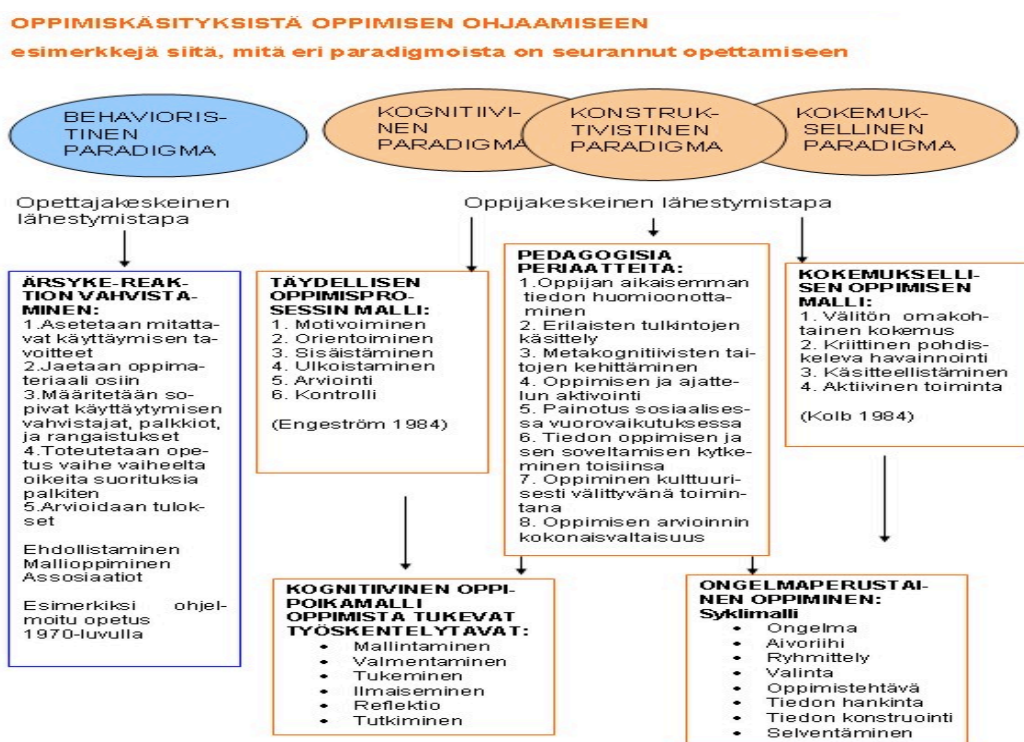 OPPIMISKÄSITYKSISTÄ OPPIMISEN OHJAAMISEEN
esimerkkejä siitä, mitä eri paradigmoista on seurannut opettamiseen
BEHAVIORIS-
TINEN
PARADIGMA
KOGNITIIVI-
NEN
PARADIGMA
KONSTRUK-
TIVISTINEN
PARADIGMA
KOKEMUK-
SELLINEN
PARADIGMA
Opettajakeskeinen
lähestymistapa
Oppijakeskeinen lähestymistapa
ÄRSYKE-REAK-
TION VAHVISTA-
MINEN:
1.Asetetaan mitatta-
vat käyttäymisen ta-
voitteet
2.Jaetaan oppima-
teriaali osiin
3.Määritetään so-
pivat käyttäytymisen
vahvistajat, palkkiot,
ja rangaistukset
4.Toteutetaan ope-
tus vaihe vaiheelta
oikeita suorituksia
palkiten
5.Arvioidaan tulok-
set
Ehdollistaminen
Mallioppiminen
Assosiaatiot
Esimerkiksi ohjel-
moitu opetus
1970-luvulla
TÄYDELLISEN
OPPIMISPRO-
SESSIN MALLI:
1. Motivoiminen
2. Orientoiminen
3. Sisäistäminen
4. Ulkoistaminen
5. Arviointi
6. Kontrolli
(Engeström 1984)
PEDAGOGISIA
PERIAATTEITA:
1.Oppijan aikaisemman
tiedon huomioonotta-
minen
2. Erilaisten tulkintojen
käsittely
3. Metakognitiivisten tai-
tojen kehittäminen
4. Oppimisen ja ajatte-
lun aktivointi
5. Painotus sosiaalises-
sa vuorovaikutuksessa
6. Tiedon oppimisen ja
sen soveltamisen kytke-
minen toisiinsa
7. Oppiminen kulttuuri-
sesti välittyvänä toimin-
tana
8. Oppimisen arvioinnin
kokonaisvaltaisuus
KOKEMUKSELLI-
SEN OPPIMISEN
MALLI:
1. Välitön omakoh-
tainen kokemus
2. Kriittinen pohdis-
keleva havainnointi
3. Käsitteellistäminen
4. Aktiivinen toiminta
(Kolb 1984)
KOGNITIIVINEN OPPI-
POIKAMALLI
OPPIMISTA TUKEVAT
TYÖSKENTELYTAVAT:
• Mallintaminen
• Valmentaminen
• Tukeminen
• Ilmaiseminen
• Reflektio
• Tutkiminen
ONGELMAPERUSTAI-
NEN OPPIMINEN:
Syklimalli
• Ongelma
• Aivoriihi
• Ryhmittely
• Valinta
• Oppimistehtävä
• Tiedon hankinta
• Tiedon konstruointi
• Selventäminen